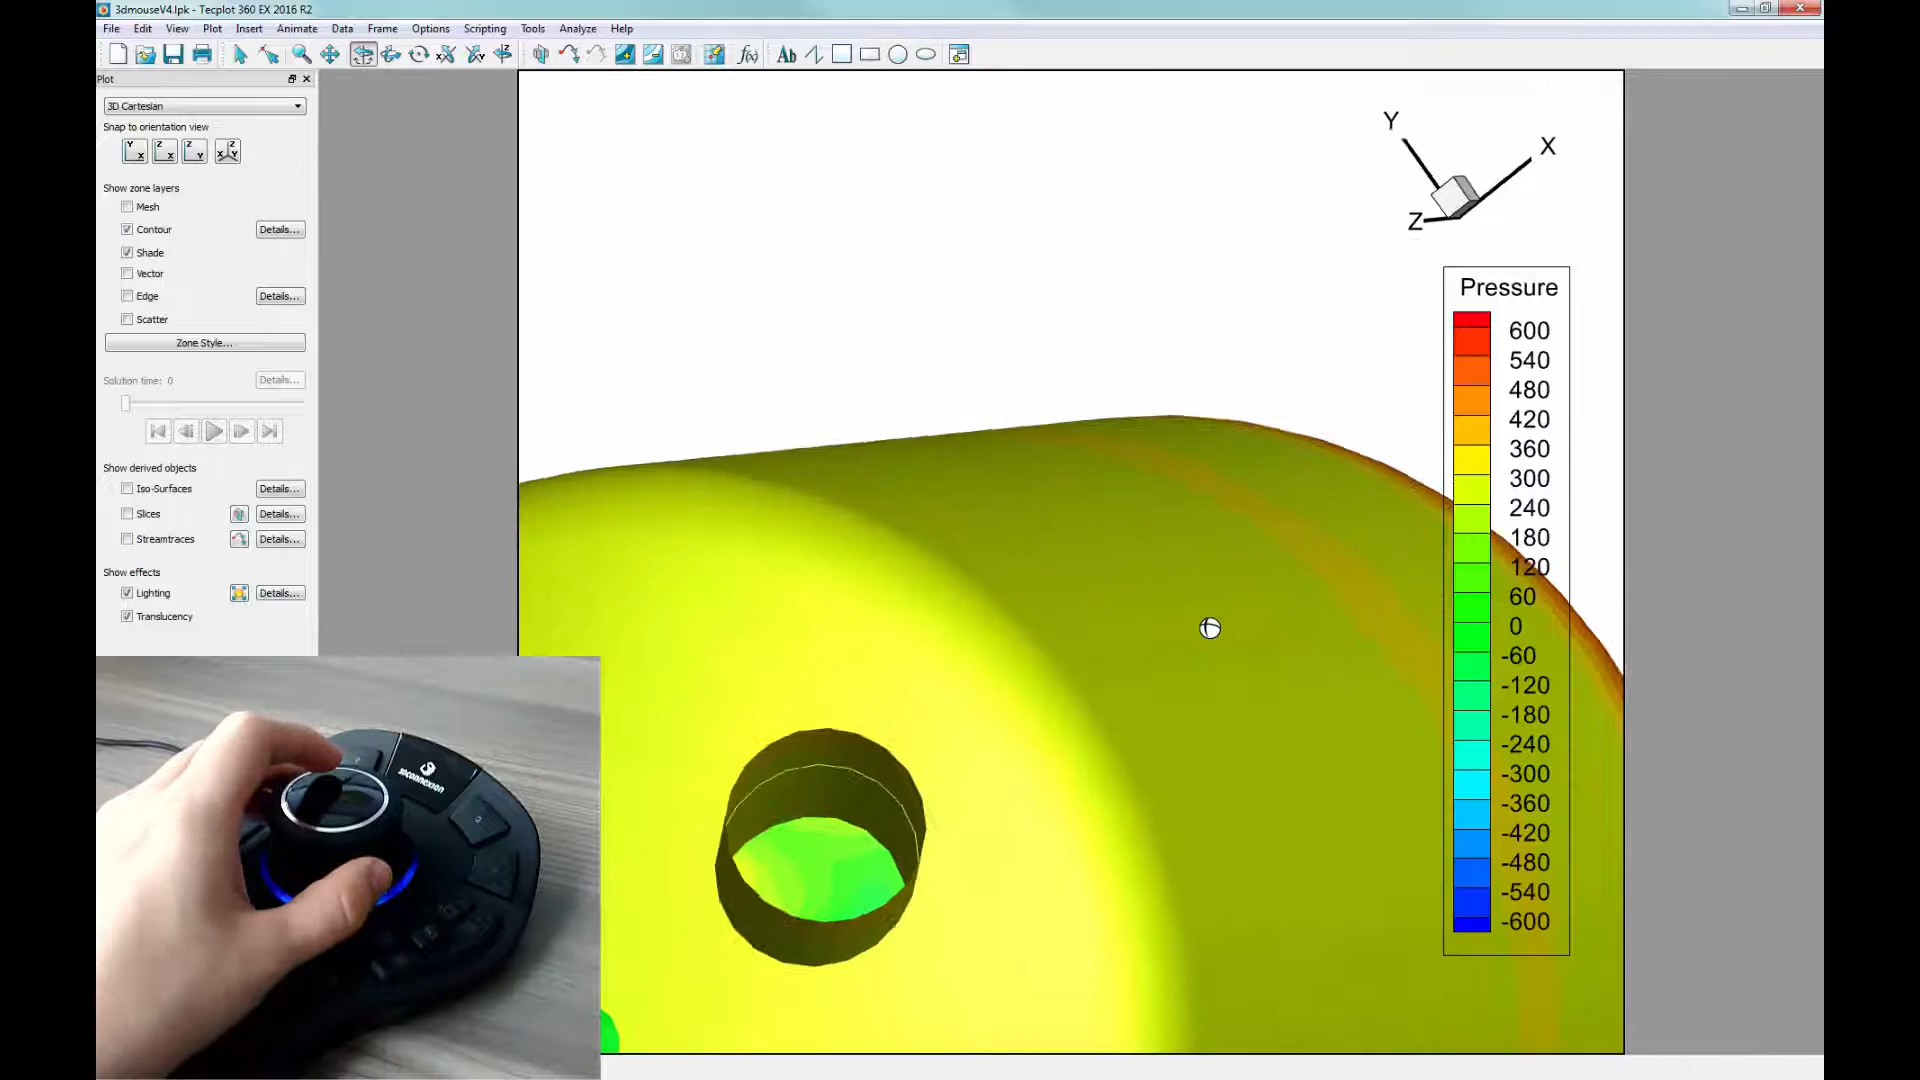 3dmouseV4.lpk - Tecplot 360 EX 2016 R2
File Edit View Plot Insert Animate Data Frame Options Scripting Tools Analyze Help
Ab
f(x)
Plot
3D Cartesian
Snap to orientation view
Y X Z X Z Y X Z Y
Show zone layers
Mesh
Contour Details...
Shade
Vector
Edge Details...
Scatter
Zone Style...
Solution time: 0 Details...
Show derived objects
Iso-Surfaces Details...
Slices Details...
Streamtraces Details...
Show effects
Lighting Details...
Translucency
Y
X
Z
Pressure
600
540
480
420
360
300
240
180
120
60
0
-60
-120
-180
-240
-300
-360
-420
-480
-540
-600
3Dconnexion